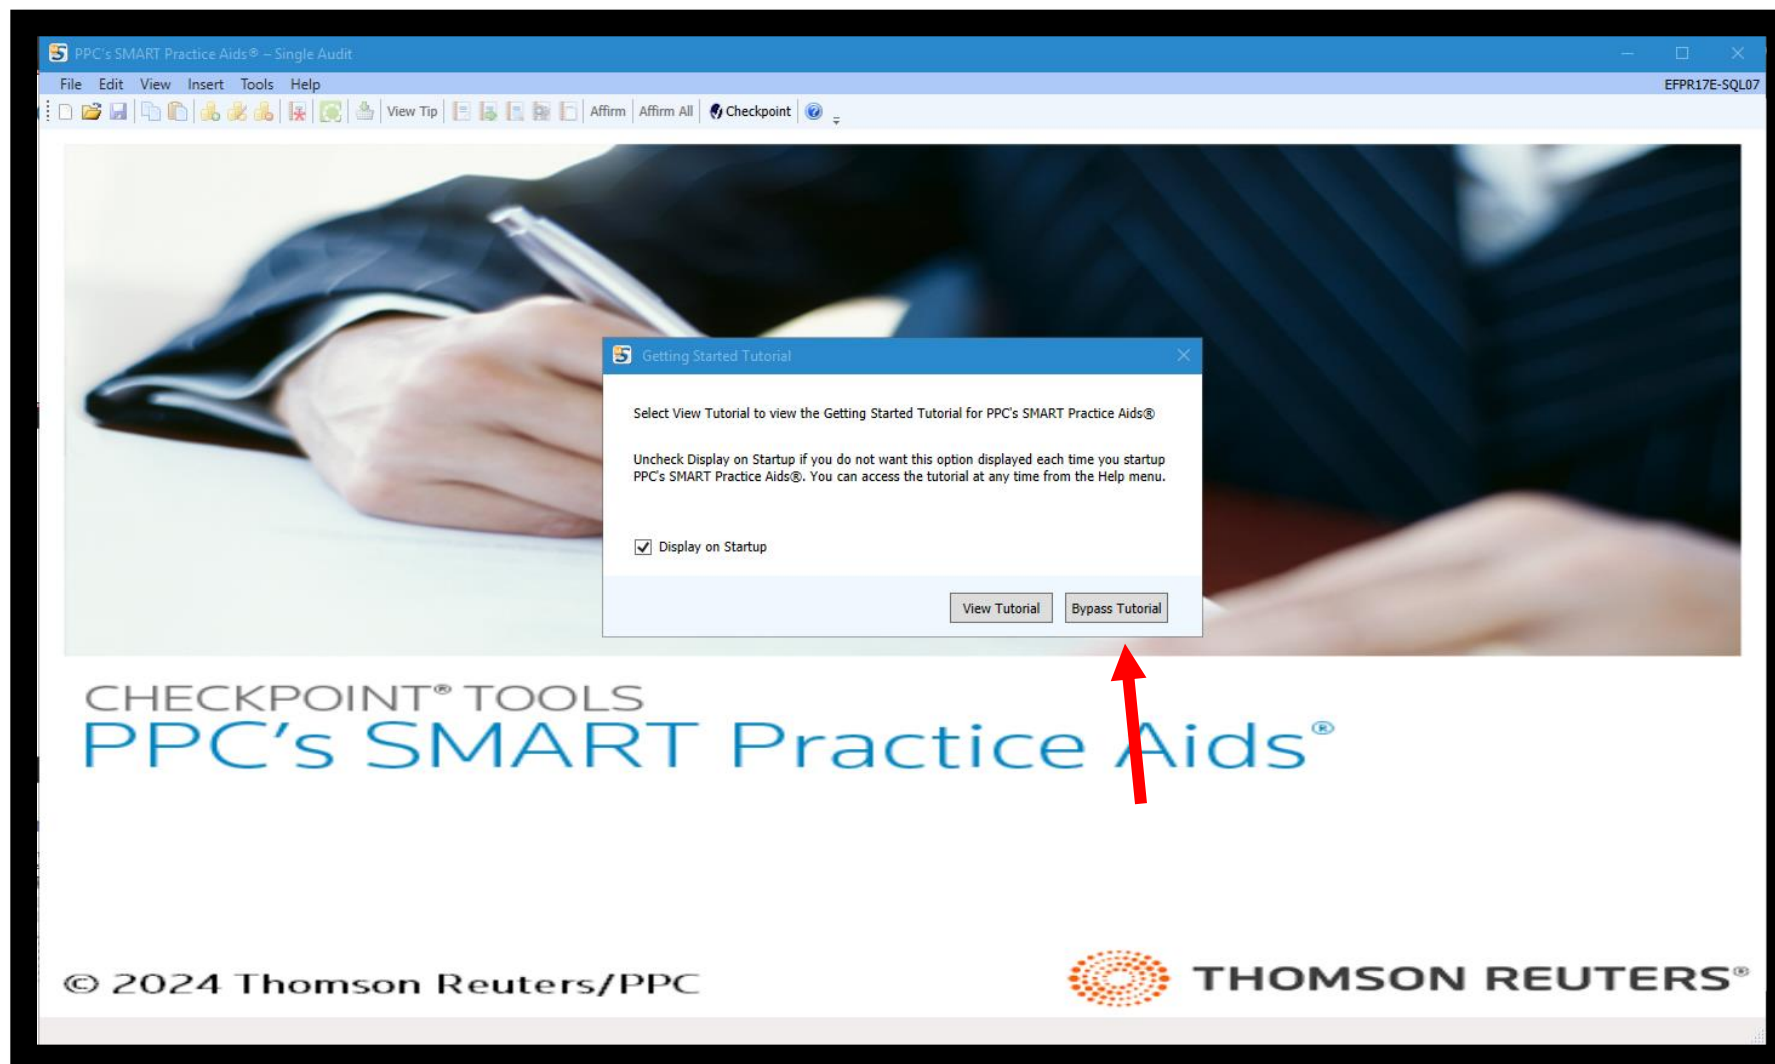 PPC's SMART Practice Aids® – Single Audit
File Edit View Insert Tools Help EFPR17E-SQL07
View Tip Affirm Affirm All Checkpoint
Getting Started Tutorial
Select View Tutorial to view the Getting Started Tutorial for PPC's SMART Practice Aids®
Uncheck Display on Startup if you do not want this option displayed each time you startup
PPC's SMART Practice Aids®. You can access the tutorial at any time from the Help menu.
Display on Startup
View Tutorial Bypass Tutorial
CHECKPOINT® TOOLS
PPC's SMART Practice Aids®
© 2024 Thomson Reuters/PPC
THOMSON REUTERS®